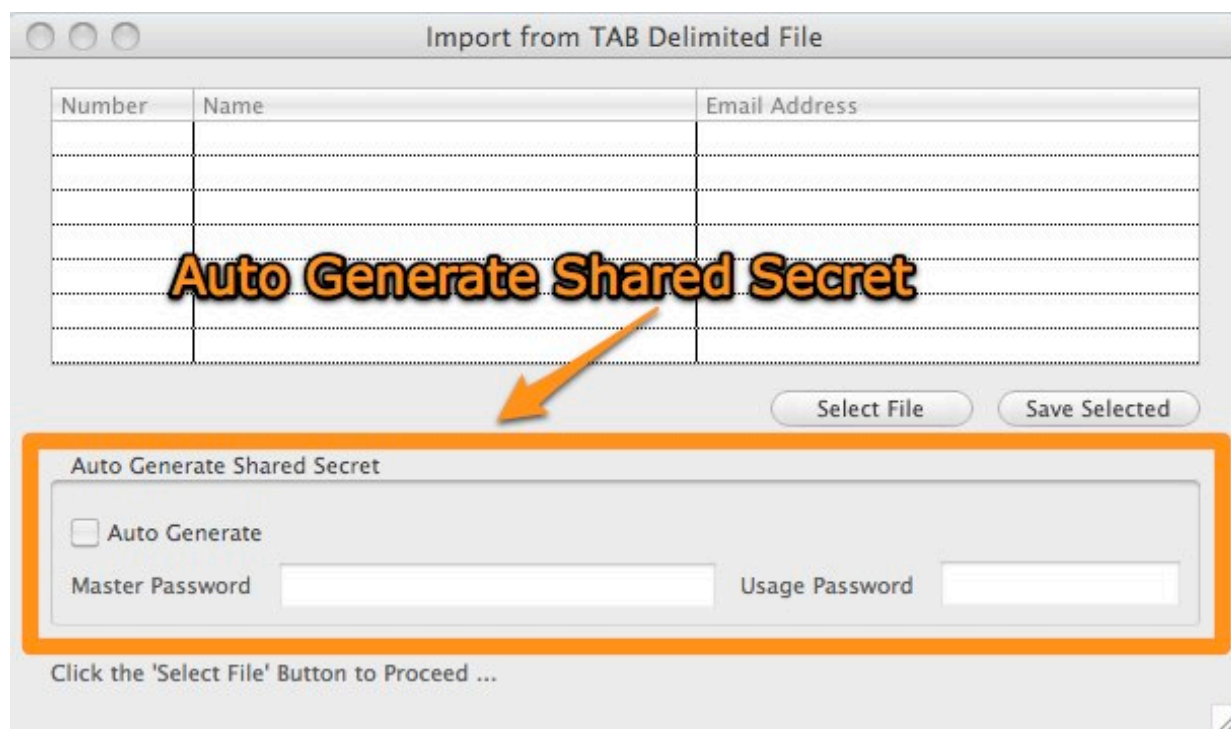 Import from TAB Delimited File
Number Name Email Address
Auto Generate Shared Secret
Select File Save Selected
Auto Generate Shared Secret
Auto Generate
Master Password Usage Password
Click the 'Select File' Button to Proceed ...